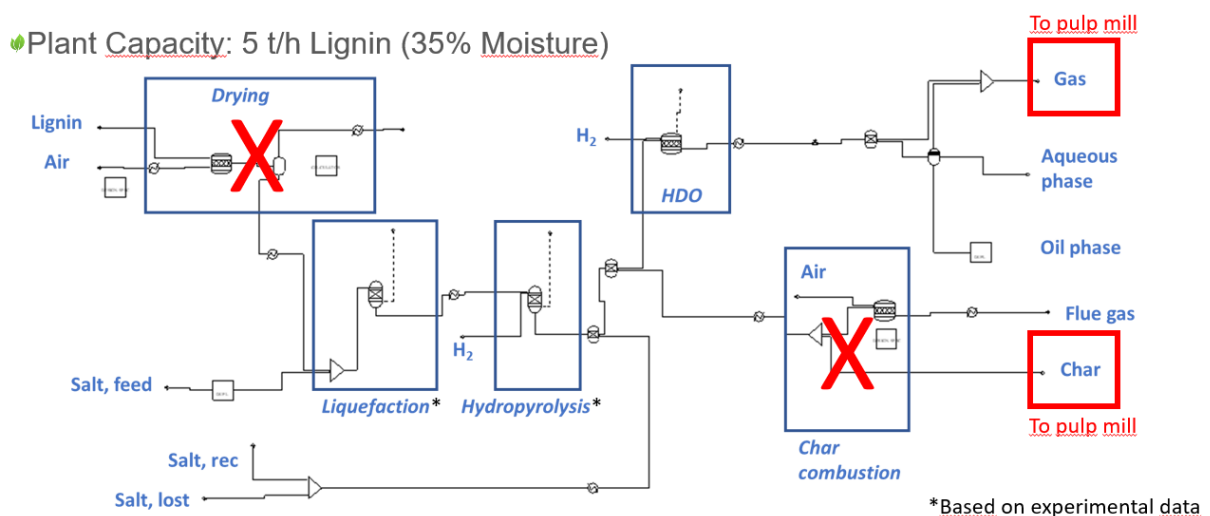 Plant Capacity: 5 t/h Lignin (35% Moisture)
To pulp mill
Gas
Drying
Lignin
Air
X
H2
HDO
Aqueous
phase
Oil phase
Air
Flue gas
X
Char
To pulp mill
Char
combustion
H2
Salt, feed
Liquefaction*
Hydropyrolysis*
Salt, rec
Salt, lost
*Based on experimental data